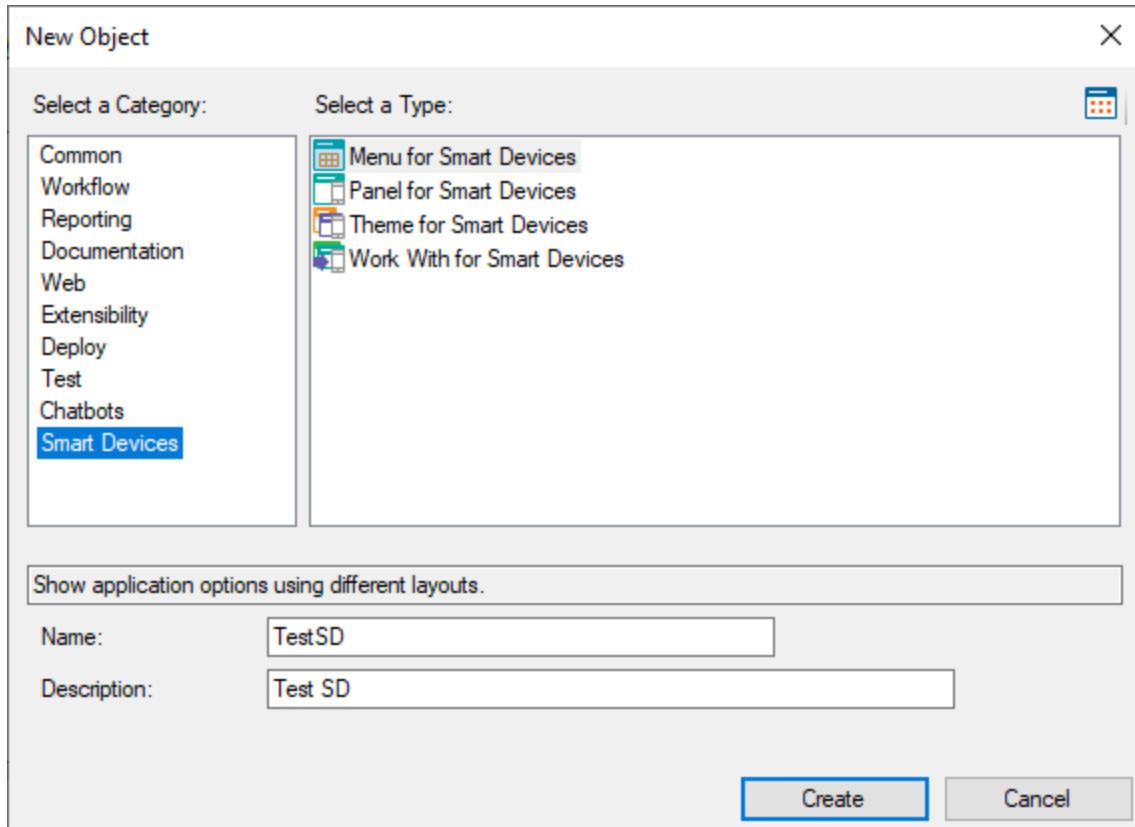 New Object
Select a Category:
Select a Type:
Common
Workflow
Reporting
Documentation
Web
Extensibility
Deploy
Test
Chatbots
Smart Devices
Menu for Smart Devices
Panel for Smart Devices
Theme for Smart Devices
Work With for Smart Devices
Show application options using different layouts.
Name:
TestSD
Description:
Test SD
Create
Cancel